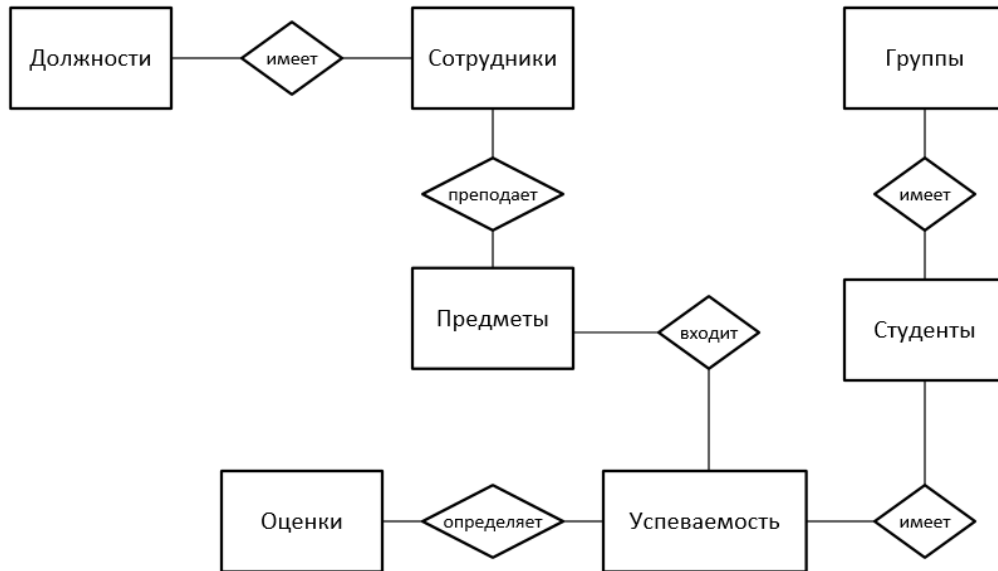 Должности
имеет
Сотрудники
Группы
преподает
имеет
Предметы
входит
Студенты
Оценки
определяет
Успеваемость
имеет